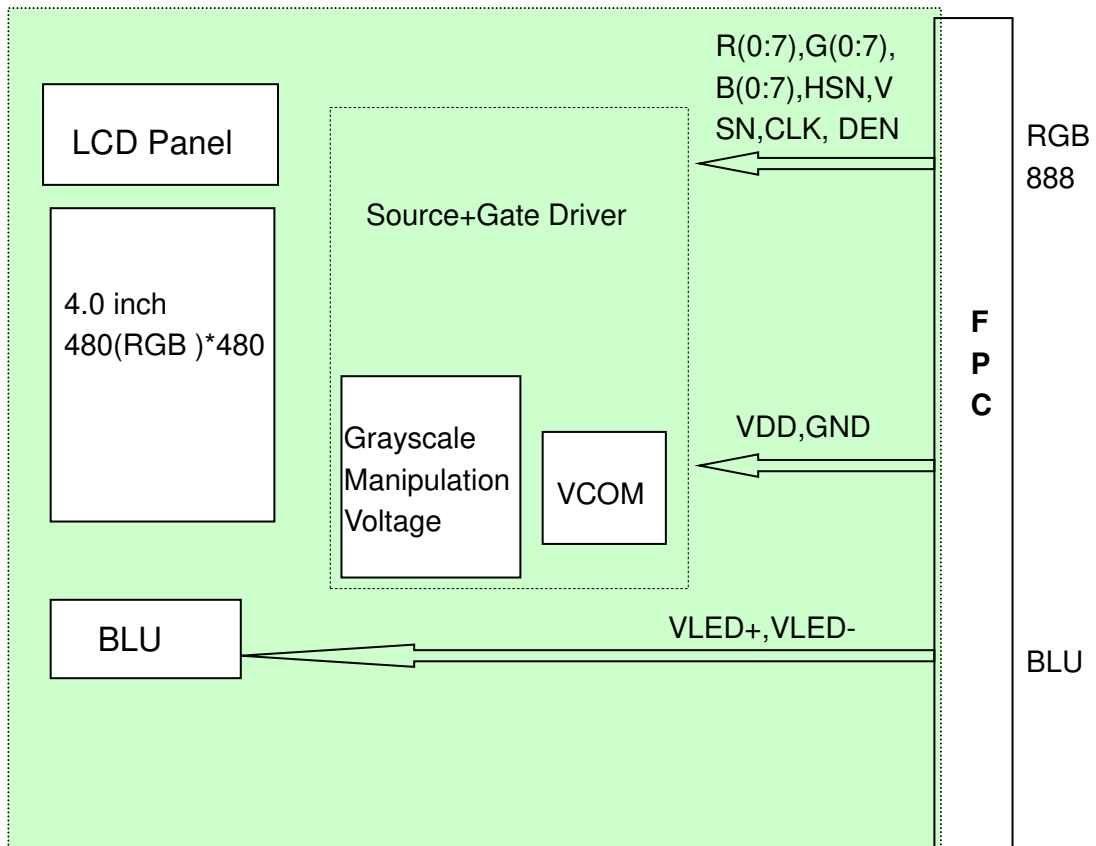 LCD Panel
4.0 inch
480(RGB )*480
Source+Gate Driver
Grayscale
Manipulation
Voltage
VCOM
BLU
R(0:7),G(0:7),
B(0:7),HSN,V
SN,CLK, DEN
VDD,GND
VLED+,VLED-
F
P
C
RGB
888
BLU